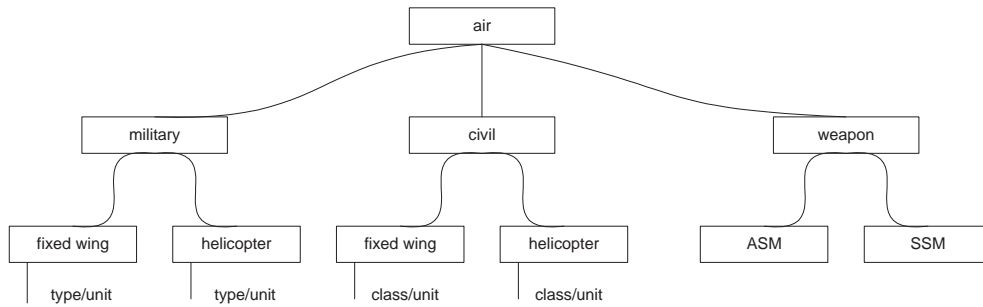 air
military
civil
weapon
fixed wing
helicopter
fixed wing
helicopter
ASM
SSM
type/unit
type/unit
class/unit
class/unit